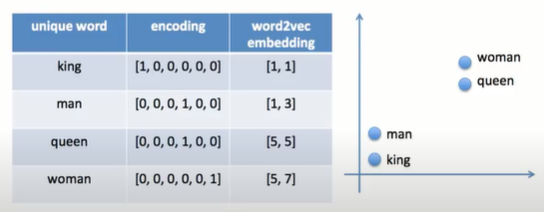 unique word encoding word2vec
embedding
king [1, 0, 0, 0, 0, 0] [1, 1]
man [0, 0, 0, 1, 0, 0] [1, 3]
queen [0, 0, 0, 1, 0, 0] [5, 5]
woman [0, 0, 0, 0, 0, 1] [5, 7]
woman
queen
man
king